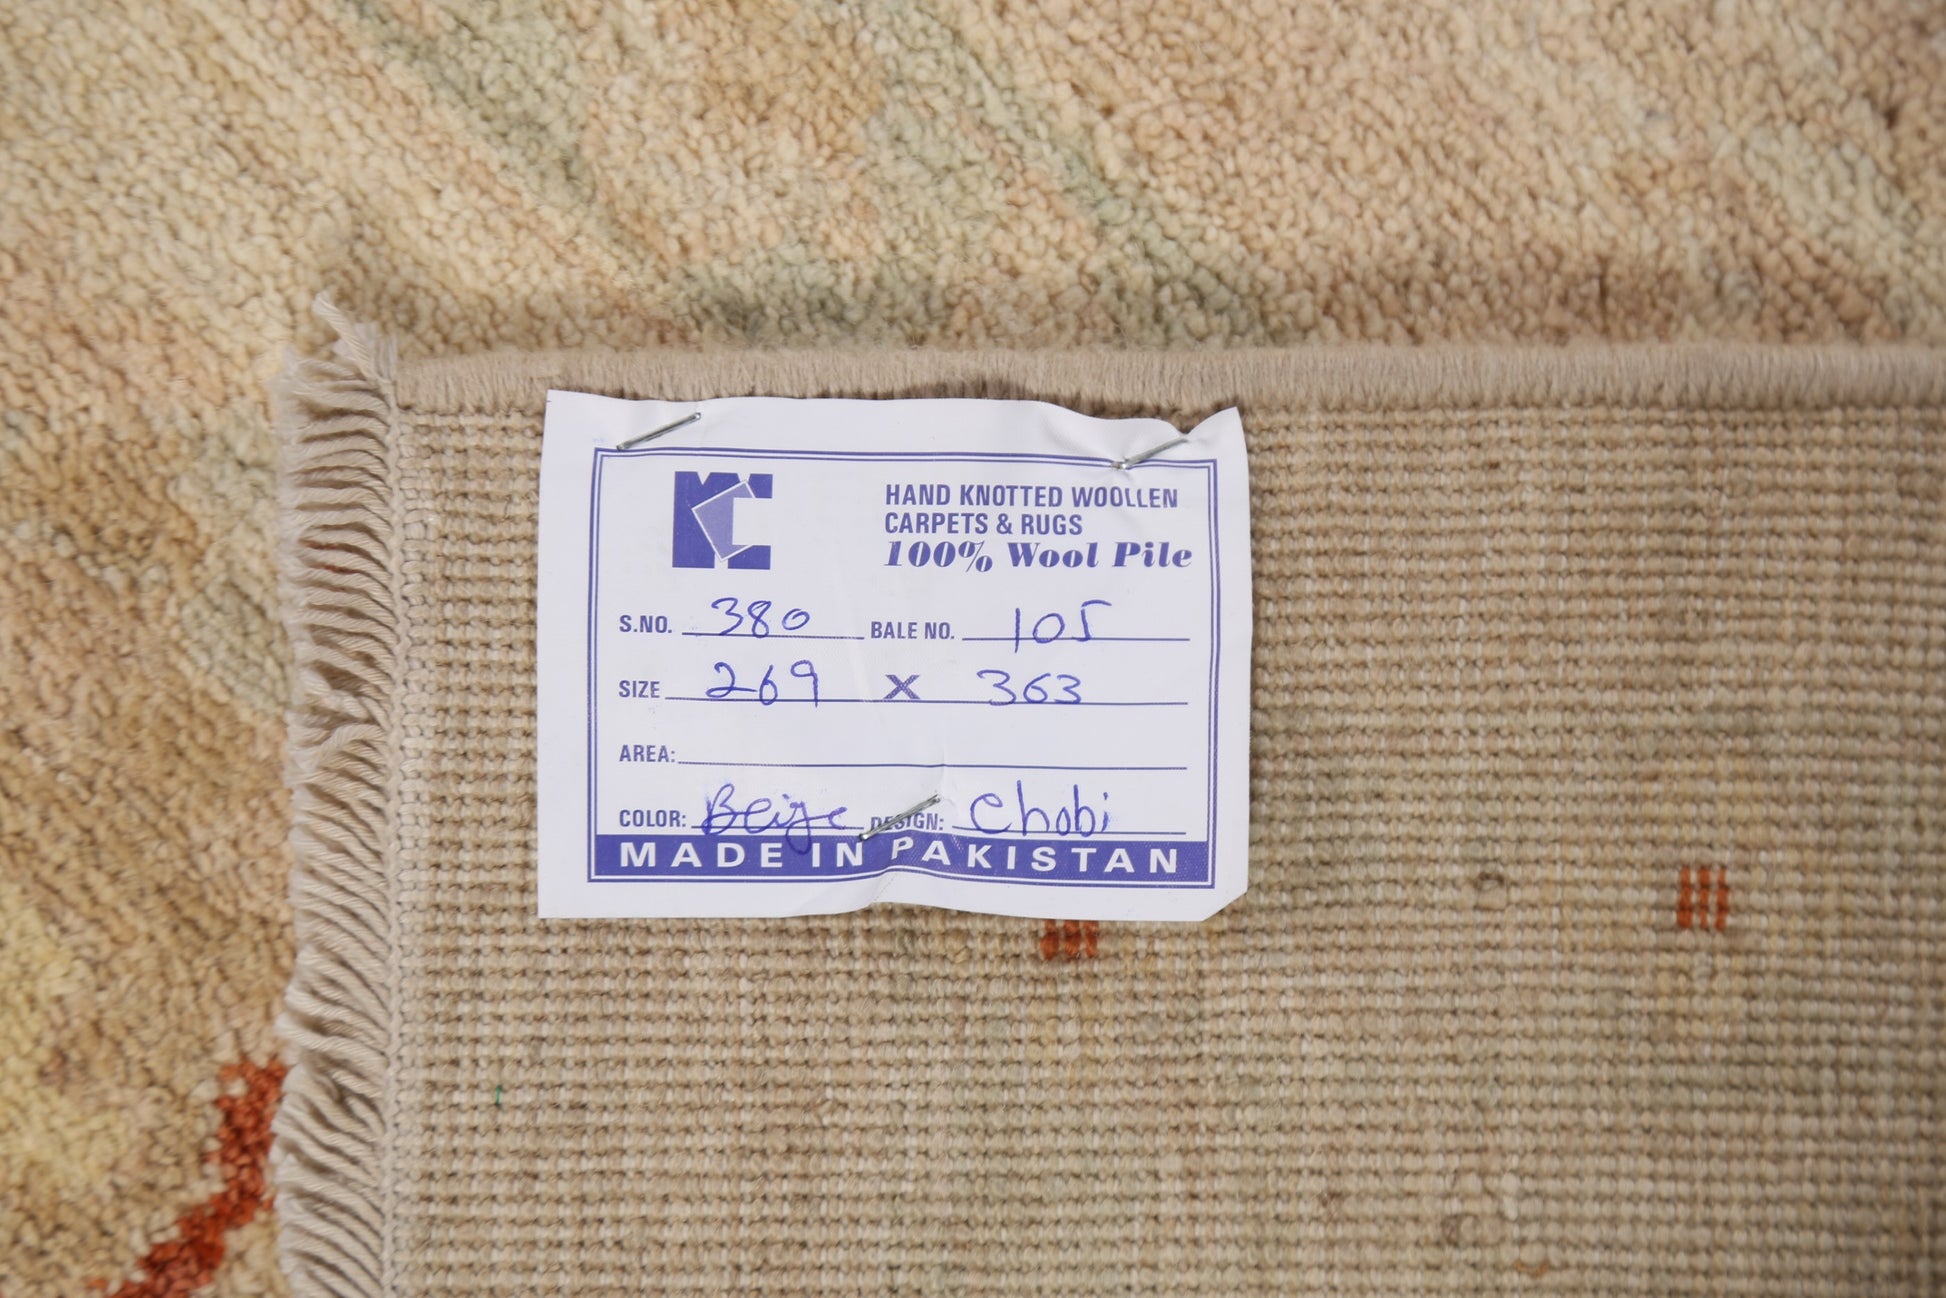 HAND KNOTTED WOOLLEN
CARPETS & RUGS
100% Wool Pile
S.NO. 380 BALE NO. 105
SIZE 269 X 363
AREA:
COLOR: Beige DESIGN: Chobi
MADE IN PAKISTAN